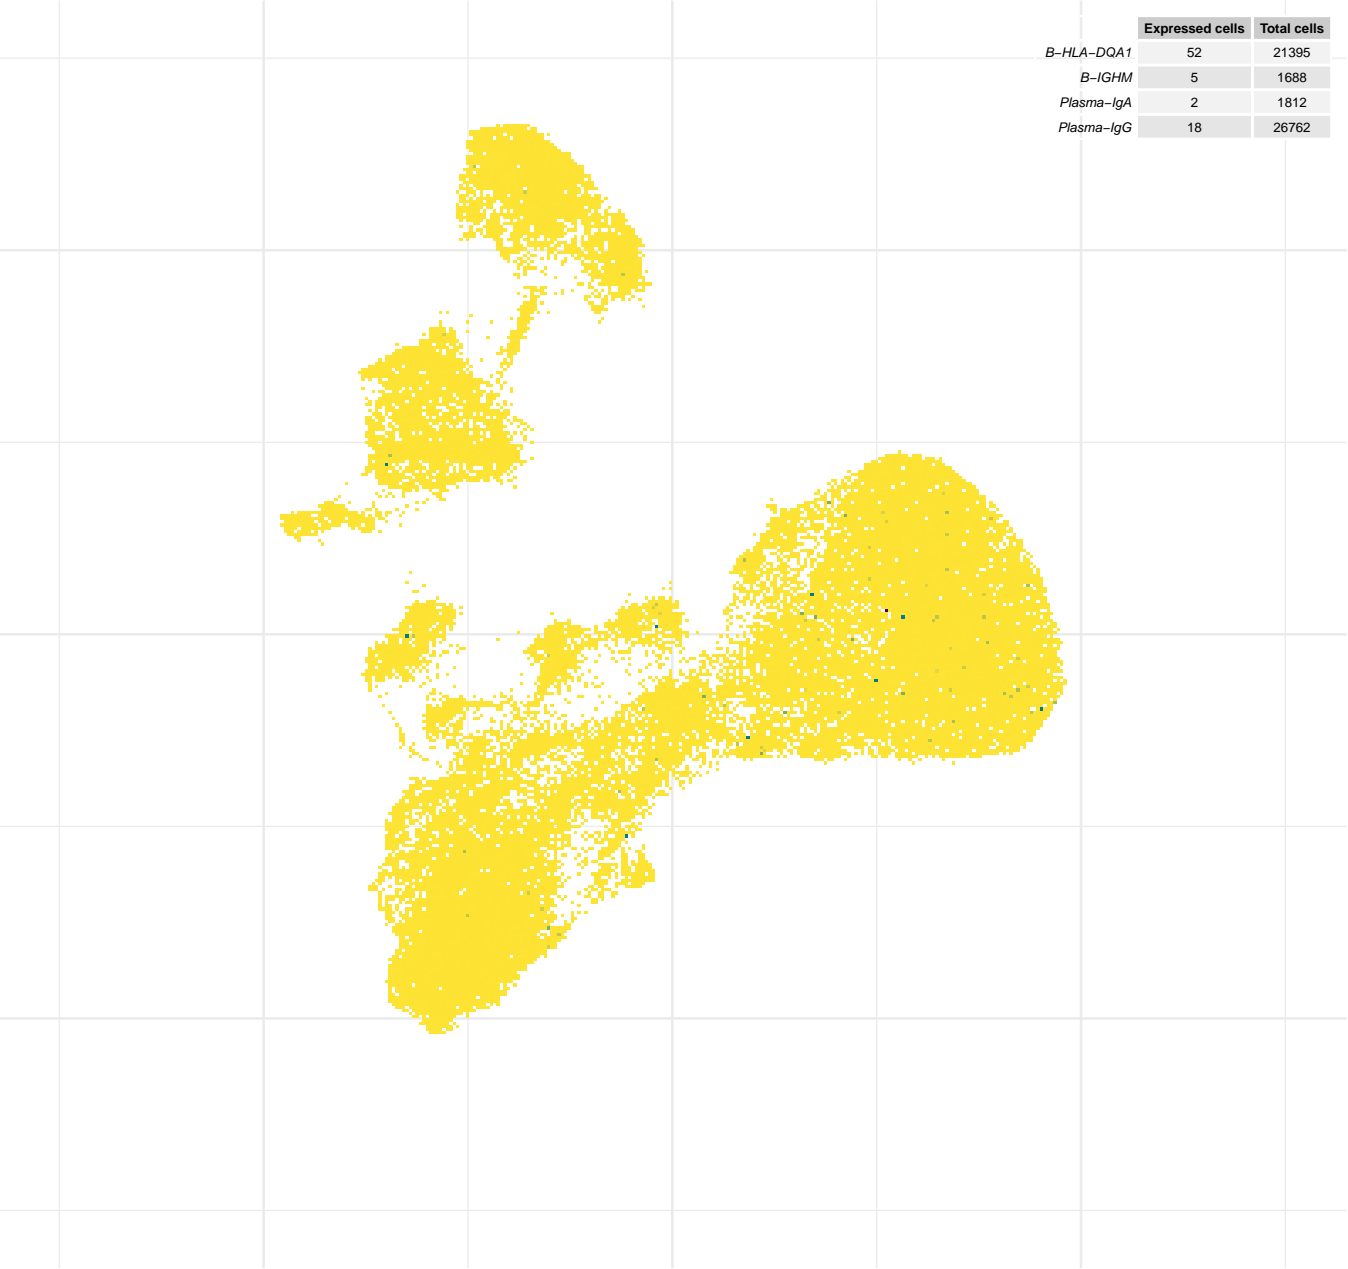 Expressed cells Total cells
B−HLA−DQA1 52 21395
B−IGHM 5 1688
Plasma−IgA 2 1812
Plasma−IgG 18 26762